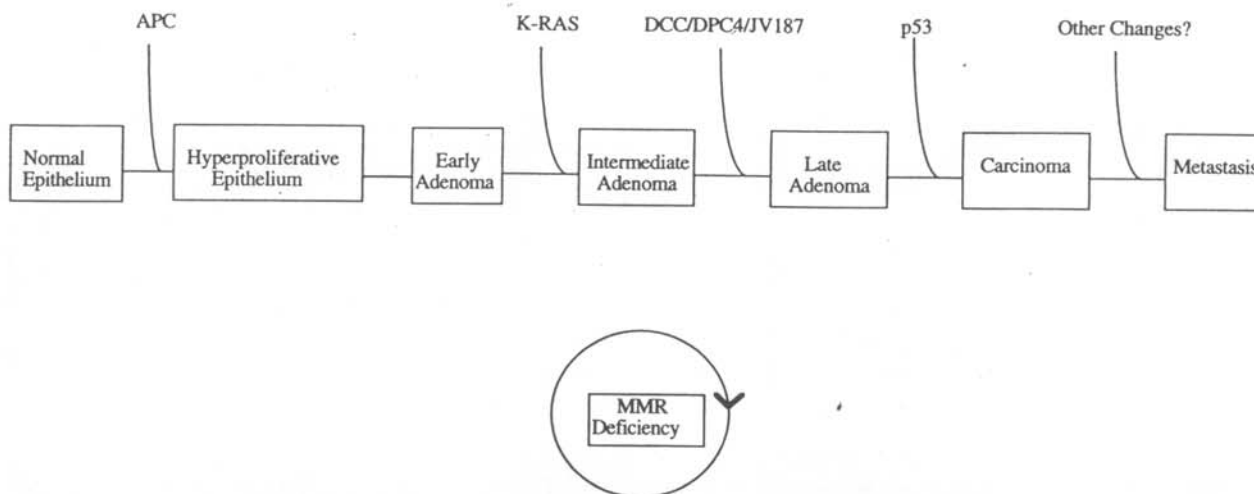 APC
K-RAS
DCC/DPC4/JV187
p53
Other Changes?
Normal
Epithelium
Hyperproliferative
Epithelium
Early
Adenoma
Intermediate
Adenoma
Late
Adenoma
Carcinoma
Metastasis
MMR
Deficiency